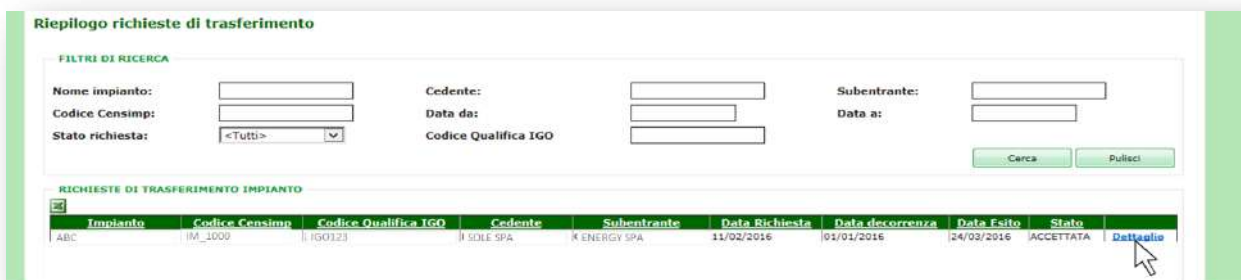 Riepilogo richieste di trasferimento
FILTRI DI RICERCA
Nome impianto: Cedente: Subentrante:
Codice Censimp: Data da: Data a:
Stato richiesta: <Tutti> Codice Qualifica IGO
Cerca Pulisci
RICHIESTE DI TRASFERIMENTO IMPIANTO
Impianto Codice Censimp Codice Qualifica IGO Cedente Subentrante Data Richiesta Data decorrenza Data Esito Stato
ABC IM_1000 IGO123 SOLE SPA ENERGY SPA 11/02/2016 01/01/2016 24/03/2016 ACCETTATA Dettaglio